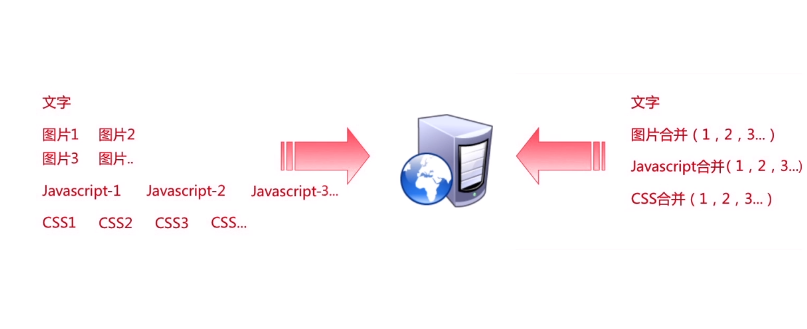 文字
图片1 图片2
图片3 图片..
Javascript-1 Javascript-2 Javascript-3...
CSS1 CSS2 CSS3 CSS...
文字
图片合并（1，2，3...）
Javascript合并(1，2，3...)
CSS合并（1，2，3...）